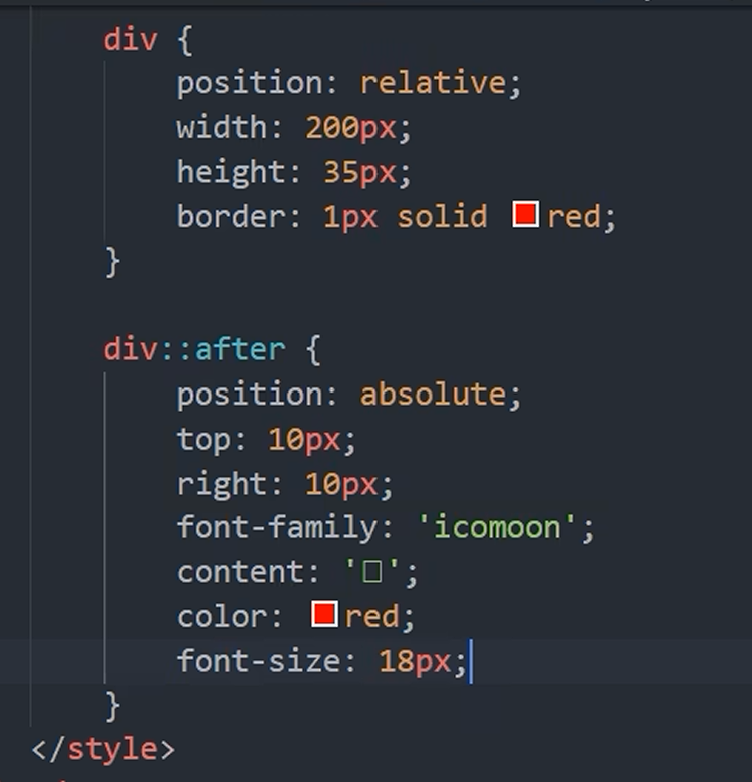 div {
position: relative;
width: 200px;
height: 35px;
border: 1px solid red;
}
div::after {
position: absolute;
top: 10px;
right: 10px;
font-family: 'icomoon';
content: '□';
color: red;
font-size: 18px;
}
</style>